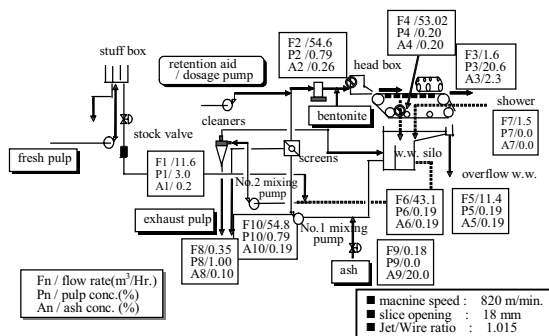 stuff box
retention aid
/ dosage pump
F2 /54.6
P2 /0.79
A2 /0.26
head box
F4 /53.02
P4 /0.20
A4 /0.20
F3/1.6
P3/20.6
A3/2.3
shower
F7/1.5
P7/0.0
A7/0.0
cleaners
bentonite
stock valve
screens
w.w. silo
fresh pulp
overflow w.w.
F1 /11.6
P1/ 3.0
A1/ 0.2
No.2 mixing
pump
exhaust pulp
F10/54.8
P10/0.79
A10/0.19
No.1 mixing
pump
F6/43.1
P6/0.19
A6/0.19
F5/11.4
P5/0.19
A5/0.19
F8/0.35
P8/1.00
A8/0.10
ash
F9/0.18
P9/0.0
A9/20.0
Fn / flow rate(m³/Hr.)
Pn / pulp conc.(%)
An / ash conc. (%)
■ macnine speed : 820 m/min.
■ slice opening : 18 mm
■ Jet/Wire ratio : 1.015